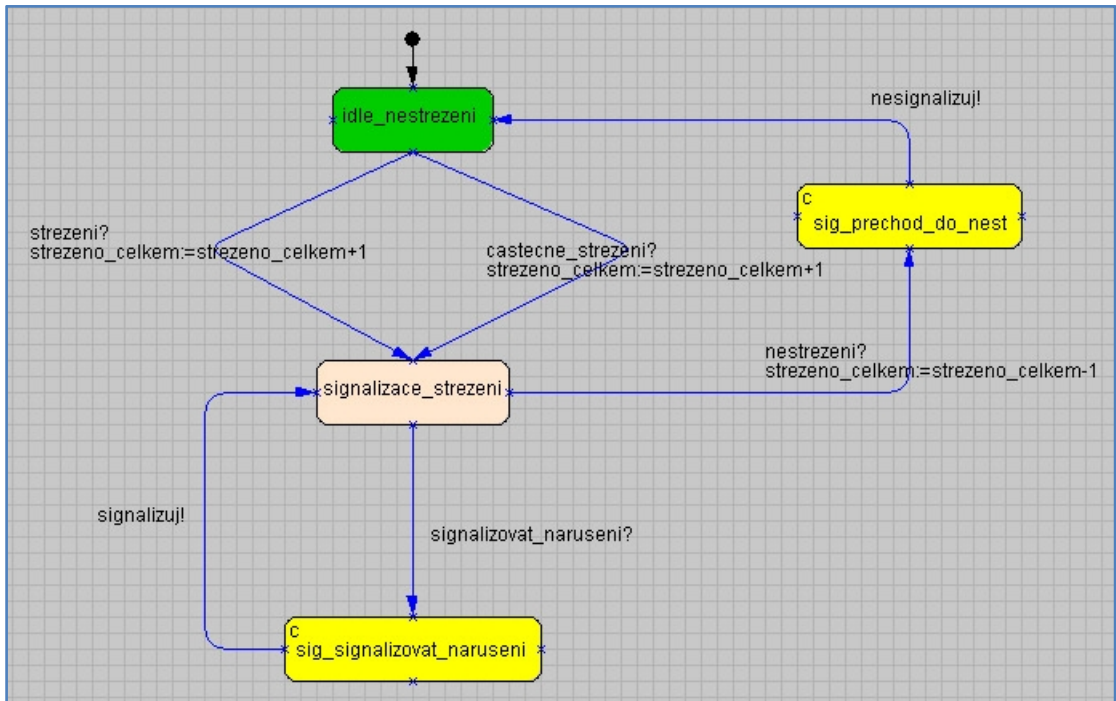 idle_nestrezeni
nesignalizuj!
C
sig_prechod_do_nest
strezeni?
strezeno_celkem:=strezeno_celkem+1
castecne_strezeni?
strezeno_celkem:=strezeno_celkem+1
nestrezeni?
strezeno_celkem:=strezeno_celkem-1
signalizace_strezeni
signalizuj!
signalizovat_naruseni?
C
sig_signalizovat_naruseni